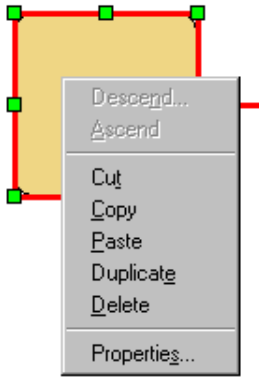 Descend...
Ascend
Cut
Copy
Paste
Duplicate
Delete
Properties...